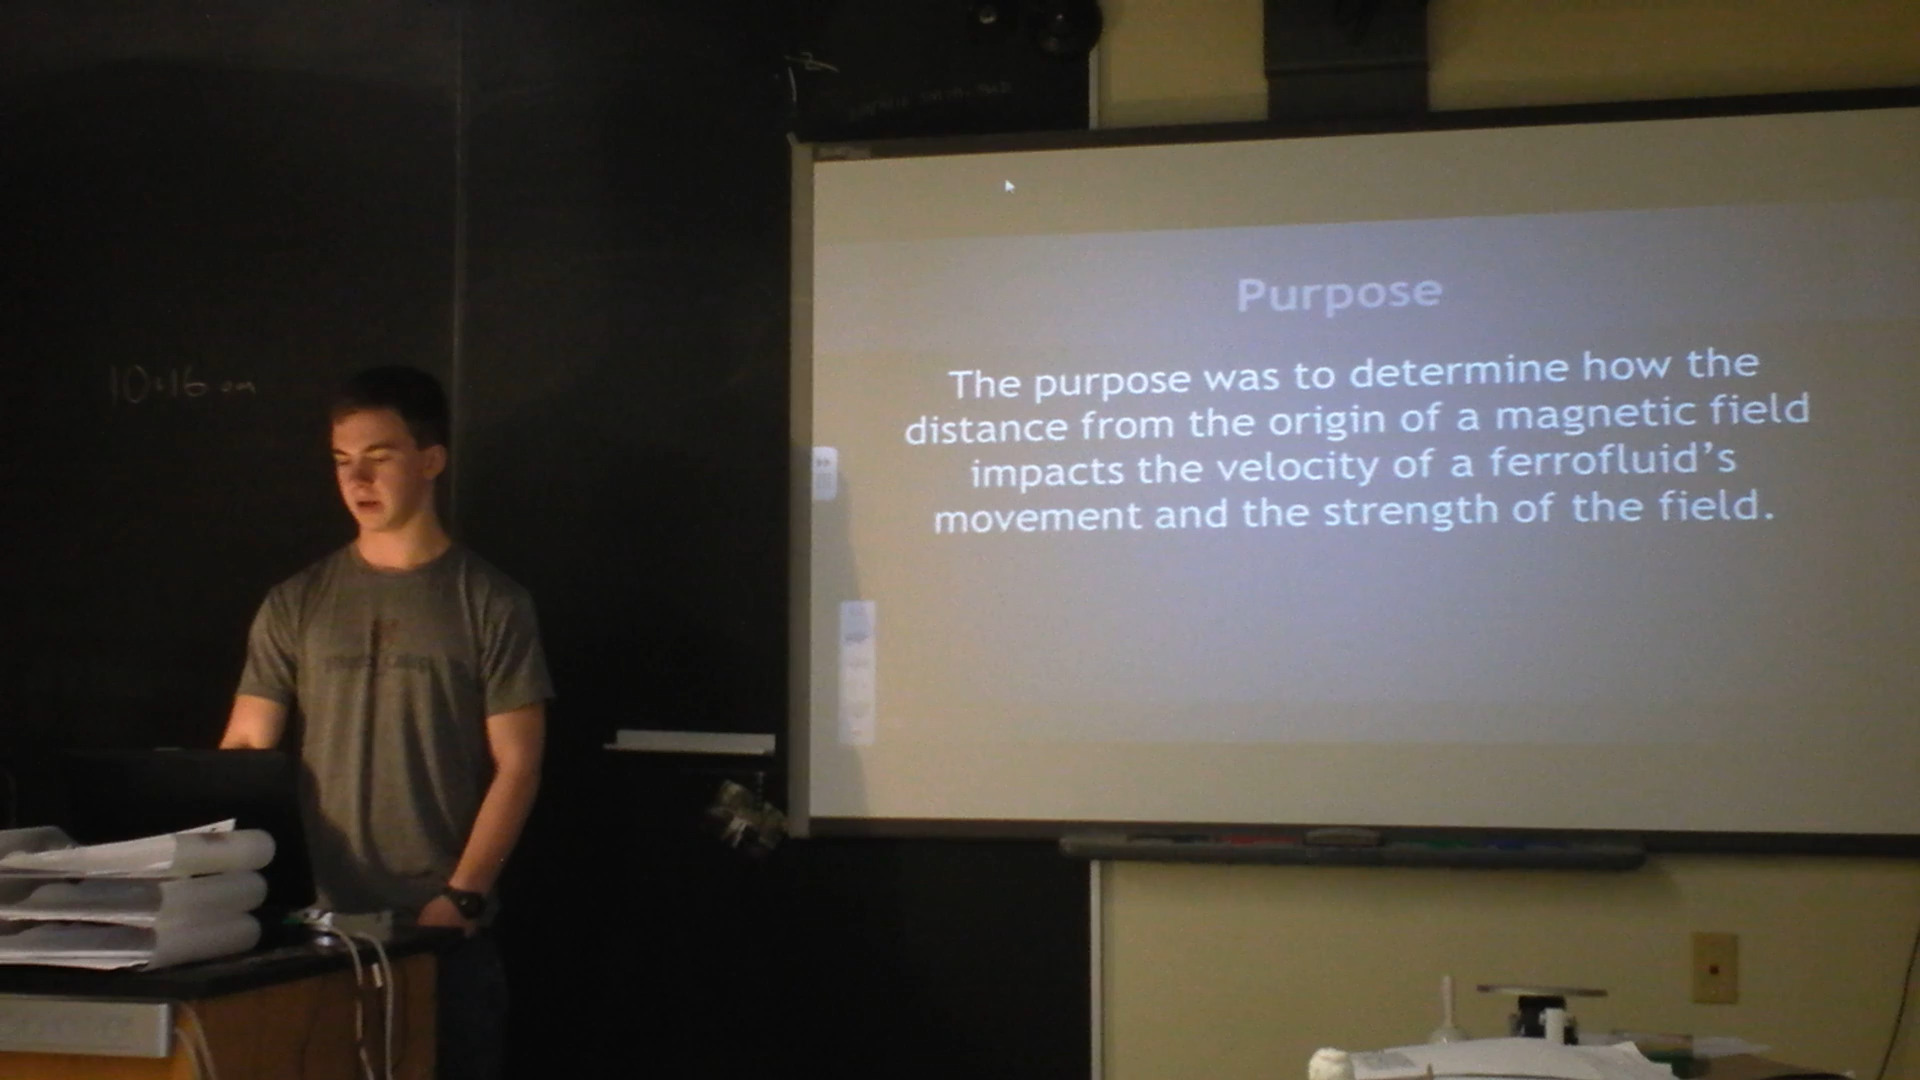 10:16 am
Purpose
The purpose was to determine how the
distance from the origin of a magnetic field
impacts the velocity of a ferrofluid's
movement and the strength of the field.